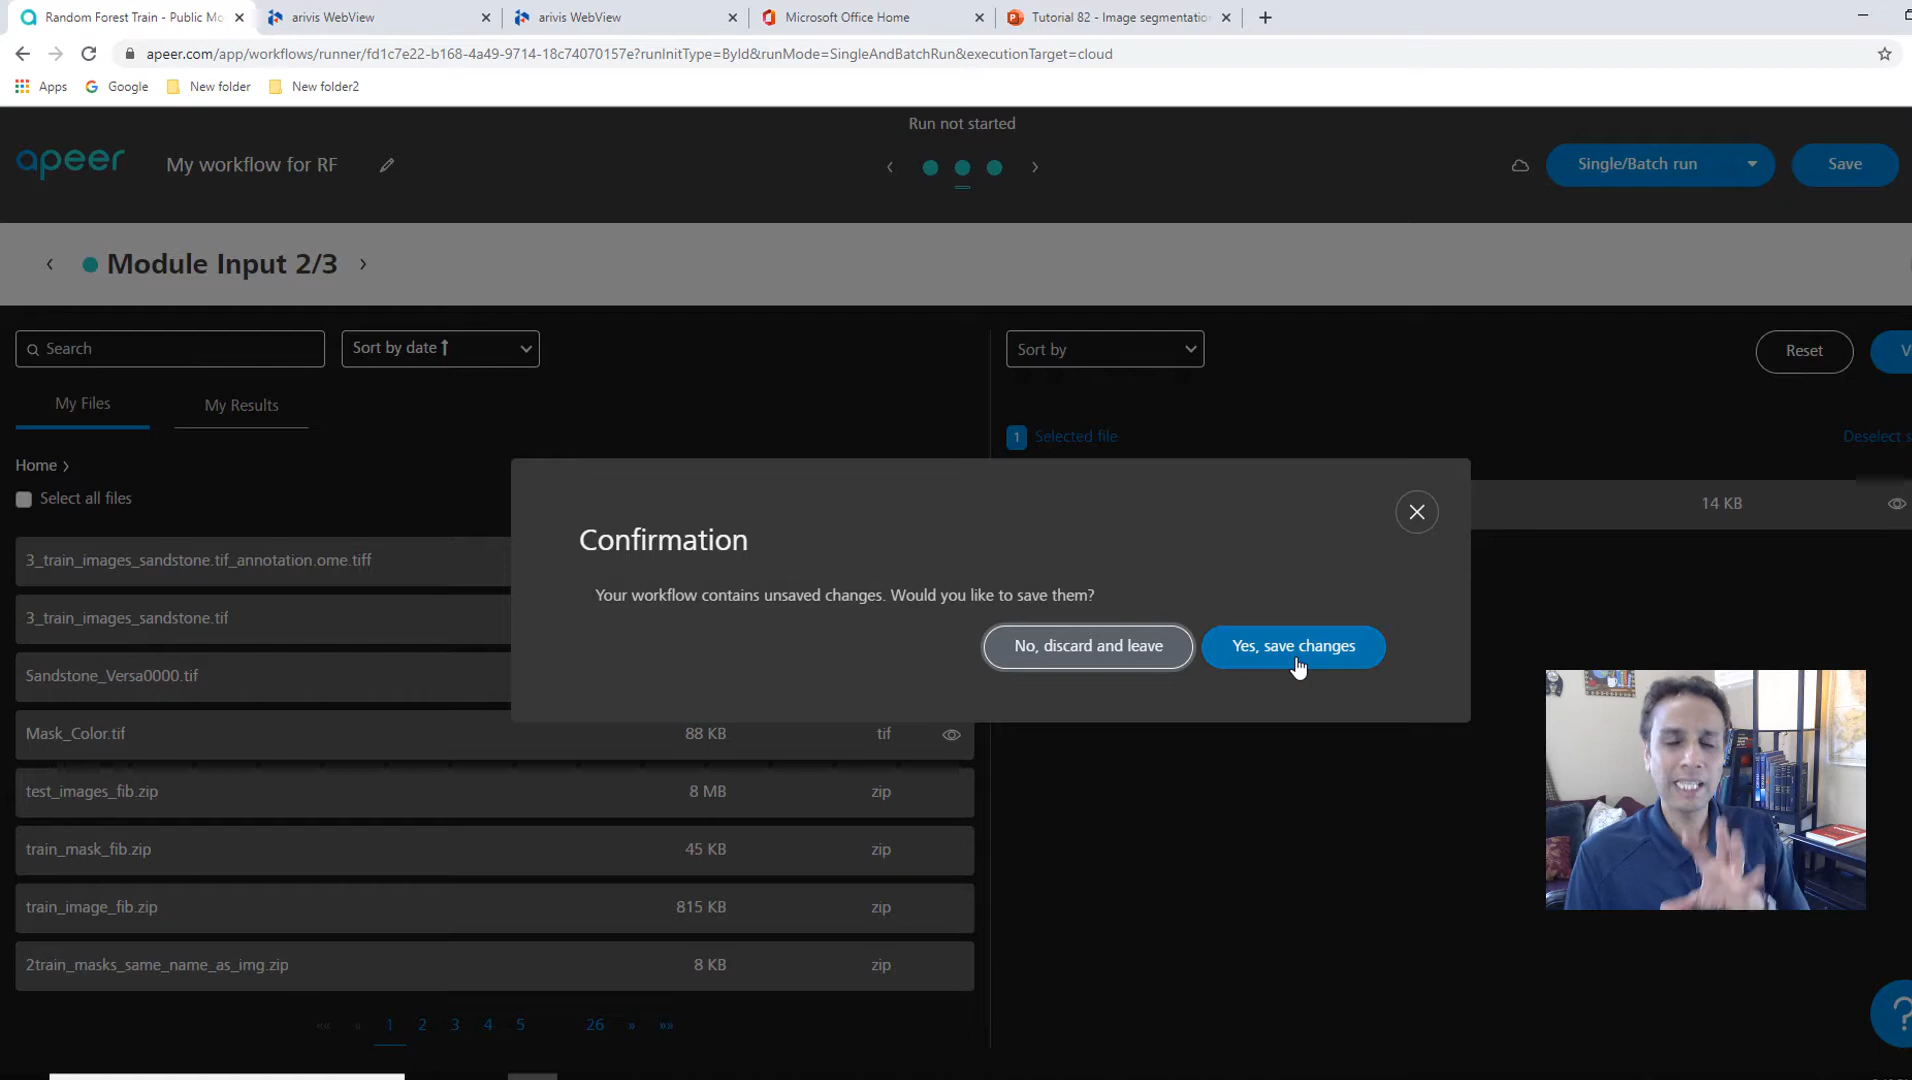 Random Forest Train - Public Mo
arivis WebView
arivis WebView
Microsoft Office Home
Tutorial 82 - Image segmentatio
apeer.com/app/workflows/runner/fd1c7e22-b168-4a49-9714-18c74070157e?runInitType=ById&runMode=SingleAndBatchRun&executionTarget=cloud
Apps
Google
New folder
New folder2
Run not started
apeer
My workflow for RF
Single/Batch run
Save
Module Input 2/3
Search
Sort by date
Sort by
Reset
V
My Files
My Results
1 Selected file
Deselect s
Home >
Select all files
14 KB
3_train_images_sandstone.tif_annotation.ome.tiff
3_train_images_sandstone.tif
Sandstone_Versa0000.tif
Confirmation
Your workflow contains unsaved changes. Would you like to save them?
No, discard and leave
Yes, save changes
Mask_Color.tif 88 KB tif
test_images_fib.zip 8 MB zip
train_mask_fib.zip 45 KB zip
train_image_fib.zip 815 KB zip
2train_masks_same_name_as_img.zip 8 KB zip
«« « 1 2 3 4 5 26 » »»
?